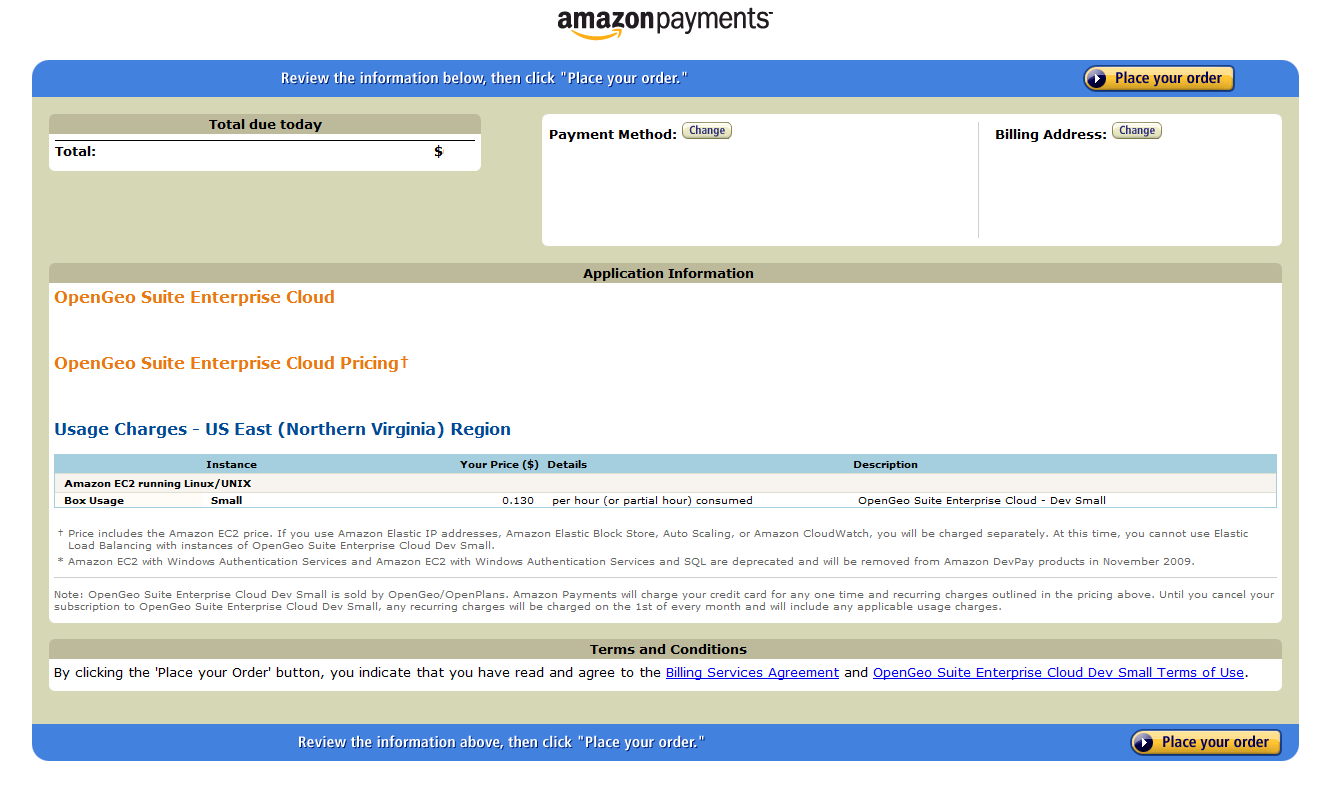 amazonpayments™
Review the information below, then click "Place your order."
Place your order
Total due today
Total: $
Payment Method: Change
Billing Address: Change
Application Information
OpenGeo Suite Enterprise Cloud
OpenGeo Suite Enterprise Cloud Pricing†
Usage Charges - US East (Northern Virginia) Region
Instance Your Price ($) Details Description
Amazon EC2 running Linux/UNIX
Box Usage Small 0.130 per hour (or partial hour) consumed OpenGeo Suite Enterprise Cloud - Dev Small
† Price includes the Amazon EC2 price. If you use Amazon Elastic IP addresses, Amazon Elastic Block Store, Auto Scaling, or Amazon CloudWatch, you will be charged separately. At this time, you cannot use Elastic
Load Balancing with instances of OpenGeo Suite Enterprise Cloud Dev Small.
* Amazon EC2 with Windows Authentication Services and Amazon EC2 with Windows Authentication Services and SQL are deprecated and will be removed from Amazon DevPay products in November 2009.
Note: OpenGeo Suite Enterprise Cloud Dev Small is sold by OpenGeo/OpenPlans. Amazon Payments will charge your credit card for any one time and recurring charges outlined in the pricing above. Until you cancel your
subscription to OpenGeo Suite Enterprise Cloud Dev Small, any recurring charges will be charged on the 1st of every month and will include any applicable usage charges.
Terms and Conditions
By clicking the 'Place your Order' button, you indicate that you have read and agree to the Billing Services Agreement and OpenGeo Suite Enterprise Cloud Dev Small Terms of Use.
Review the information above, then click "Place your order."
Place your order